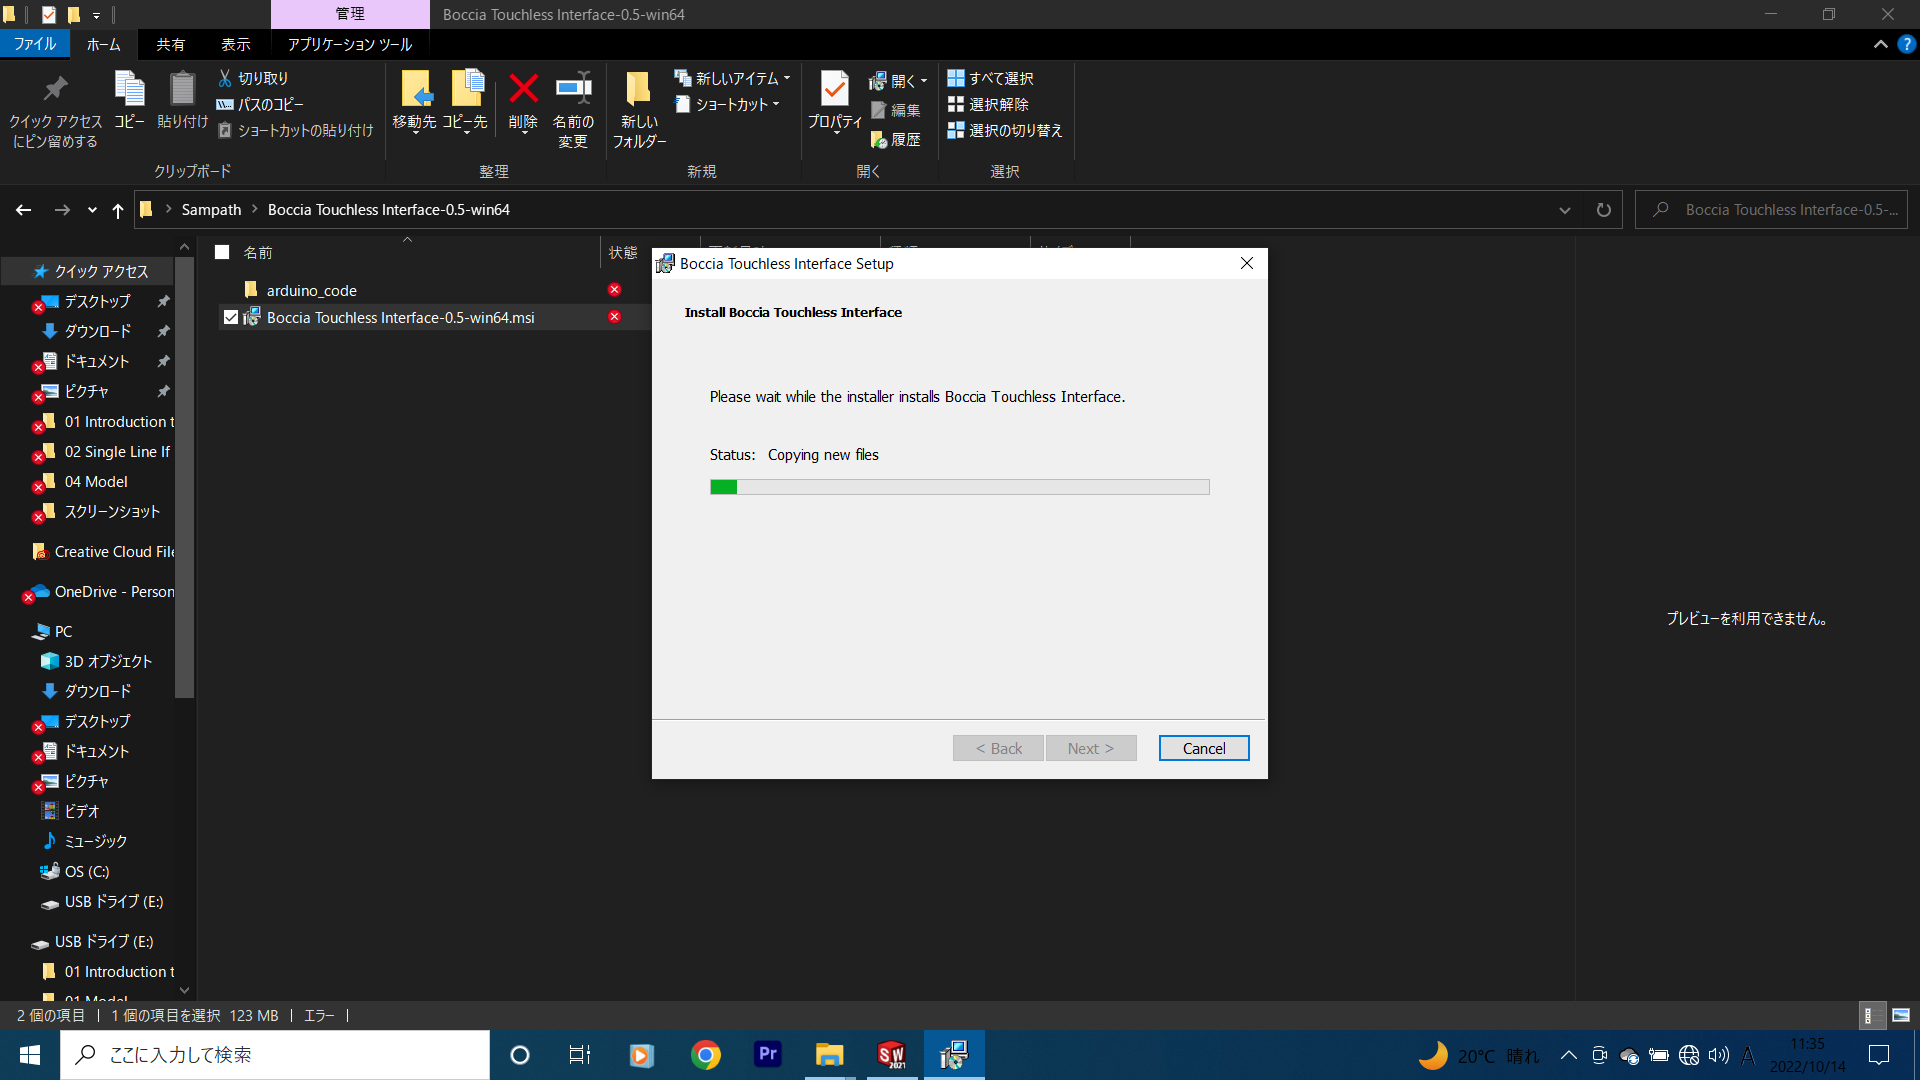 管理
Boccia Touchless Interface-0.5-win64
ファイル
ホーム
共有
表示
アプリケーション ツール
クイック アクセス
にピン留めする
コピー
貼り付け
切り取り
パスのコピー
ショートカットの貼り付け
クリップボード
移動先
コピー先
削除
名前の
変更
整理
新しい
フォルダー
新しいアイテム
ショートカット
新規
プロパティ
開く
編集
履歴
開く
すべて選択
選択解除
選択の切り替え
選択
Sampath
Boccia Touchless Interface-0.5-win64
Boccia Touchless Interface-0.5-...
名前
状態
arduino_code
Boccia Touchless Interface-0.5-win64.msi
クイック アクセス
デスクトップ
ダウンロード
ドキュメント
ピクチャ
01 Introduction t
02 Single Line If
04 Model
スクリーンショット
Creative Cloud File
OneDrive - Person
PC
3D オブジェクト
ダウンロード
デスクトップ
ドキュメント
ピクチャ
ビデオ
ミュージック
OS (C:)
USB ドライブ (E:)
USB ドライブ (E:)
01 Introduction t
01 Model
Boccia Touchless Interface Setup
Install Boccia Touchless Interface
Please wait while the installer installs Boccia Touchless Interface.
Status: Copying new files
< Back
Next >
Cancel
プレビューを利用できません。
2 個の項目
1 個の項目を選択 123 MB
エラー
ここに入力して検索
Pr
SW
2021
20°C 晴れ
A
11:35
2022/10/14